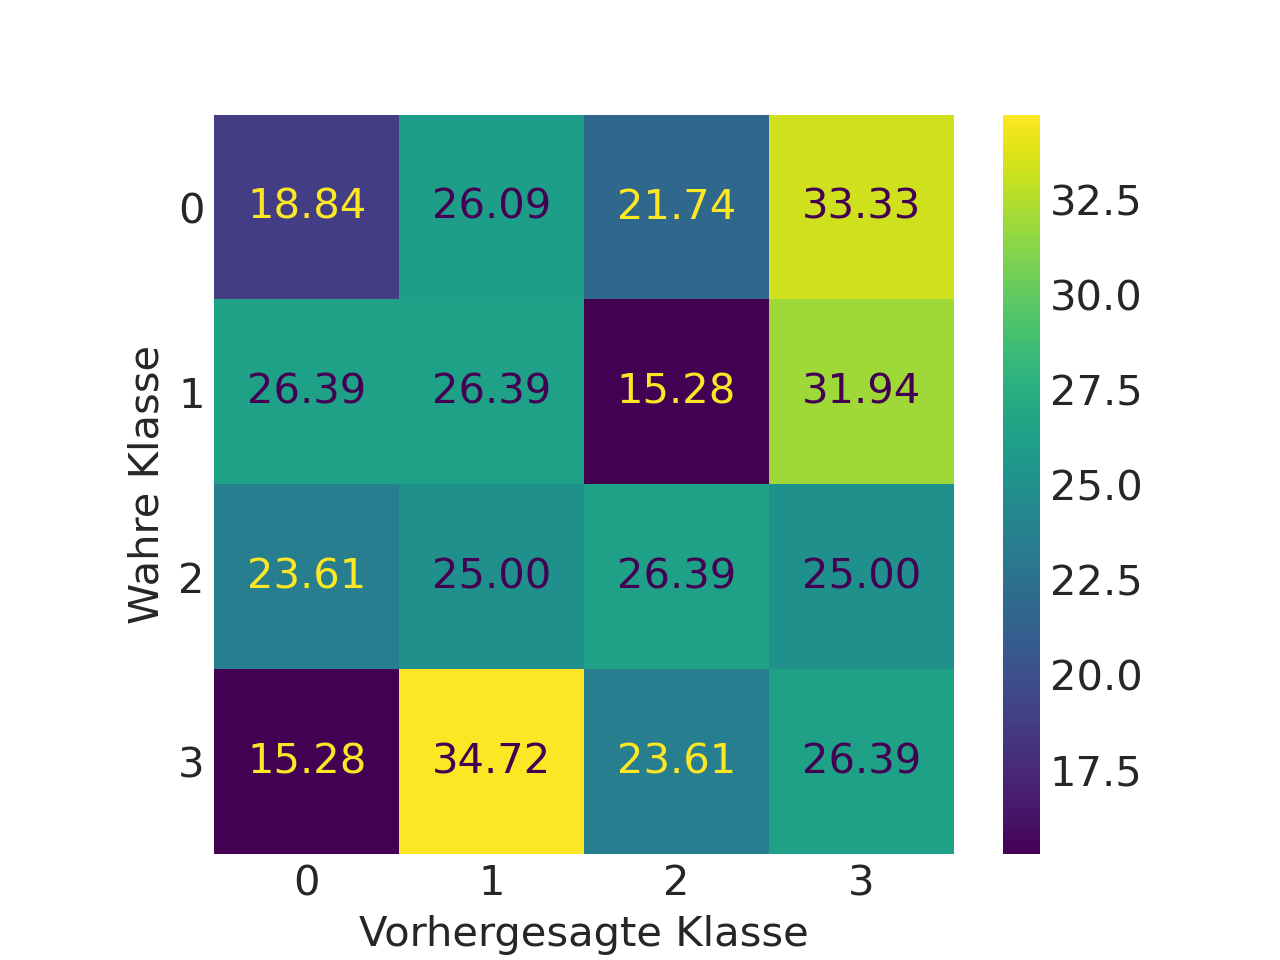 0 18.84 26.09 21.74 33.33
1 26.39 26.39 15.28 31.94
2 23.61 25.00 26.39 25.00
3 15.28 34.72 23.61 26.39
0 1 2 3
Vorhergesagte Klasse
Wahre Klasse
32.5
30.0
27.5
25.0
22.5
20.0
17.5